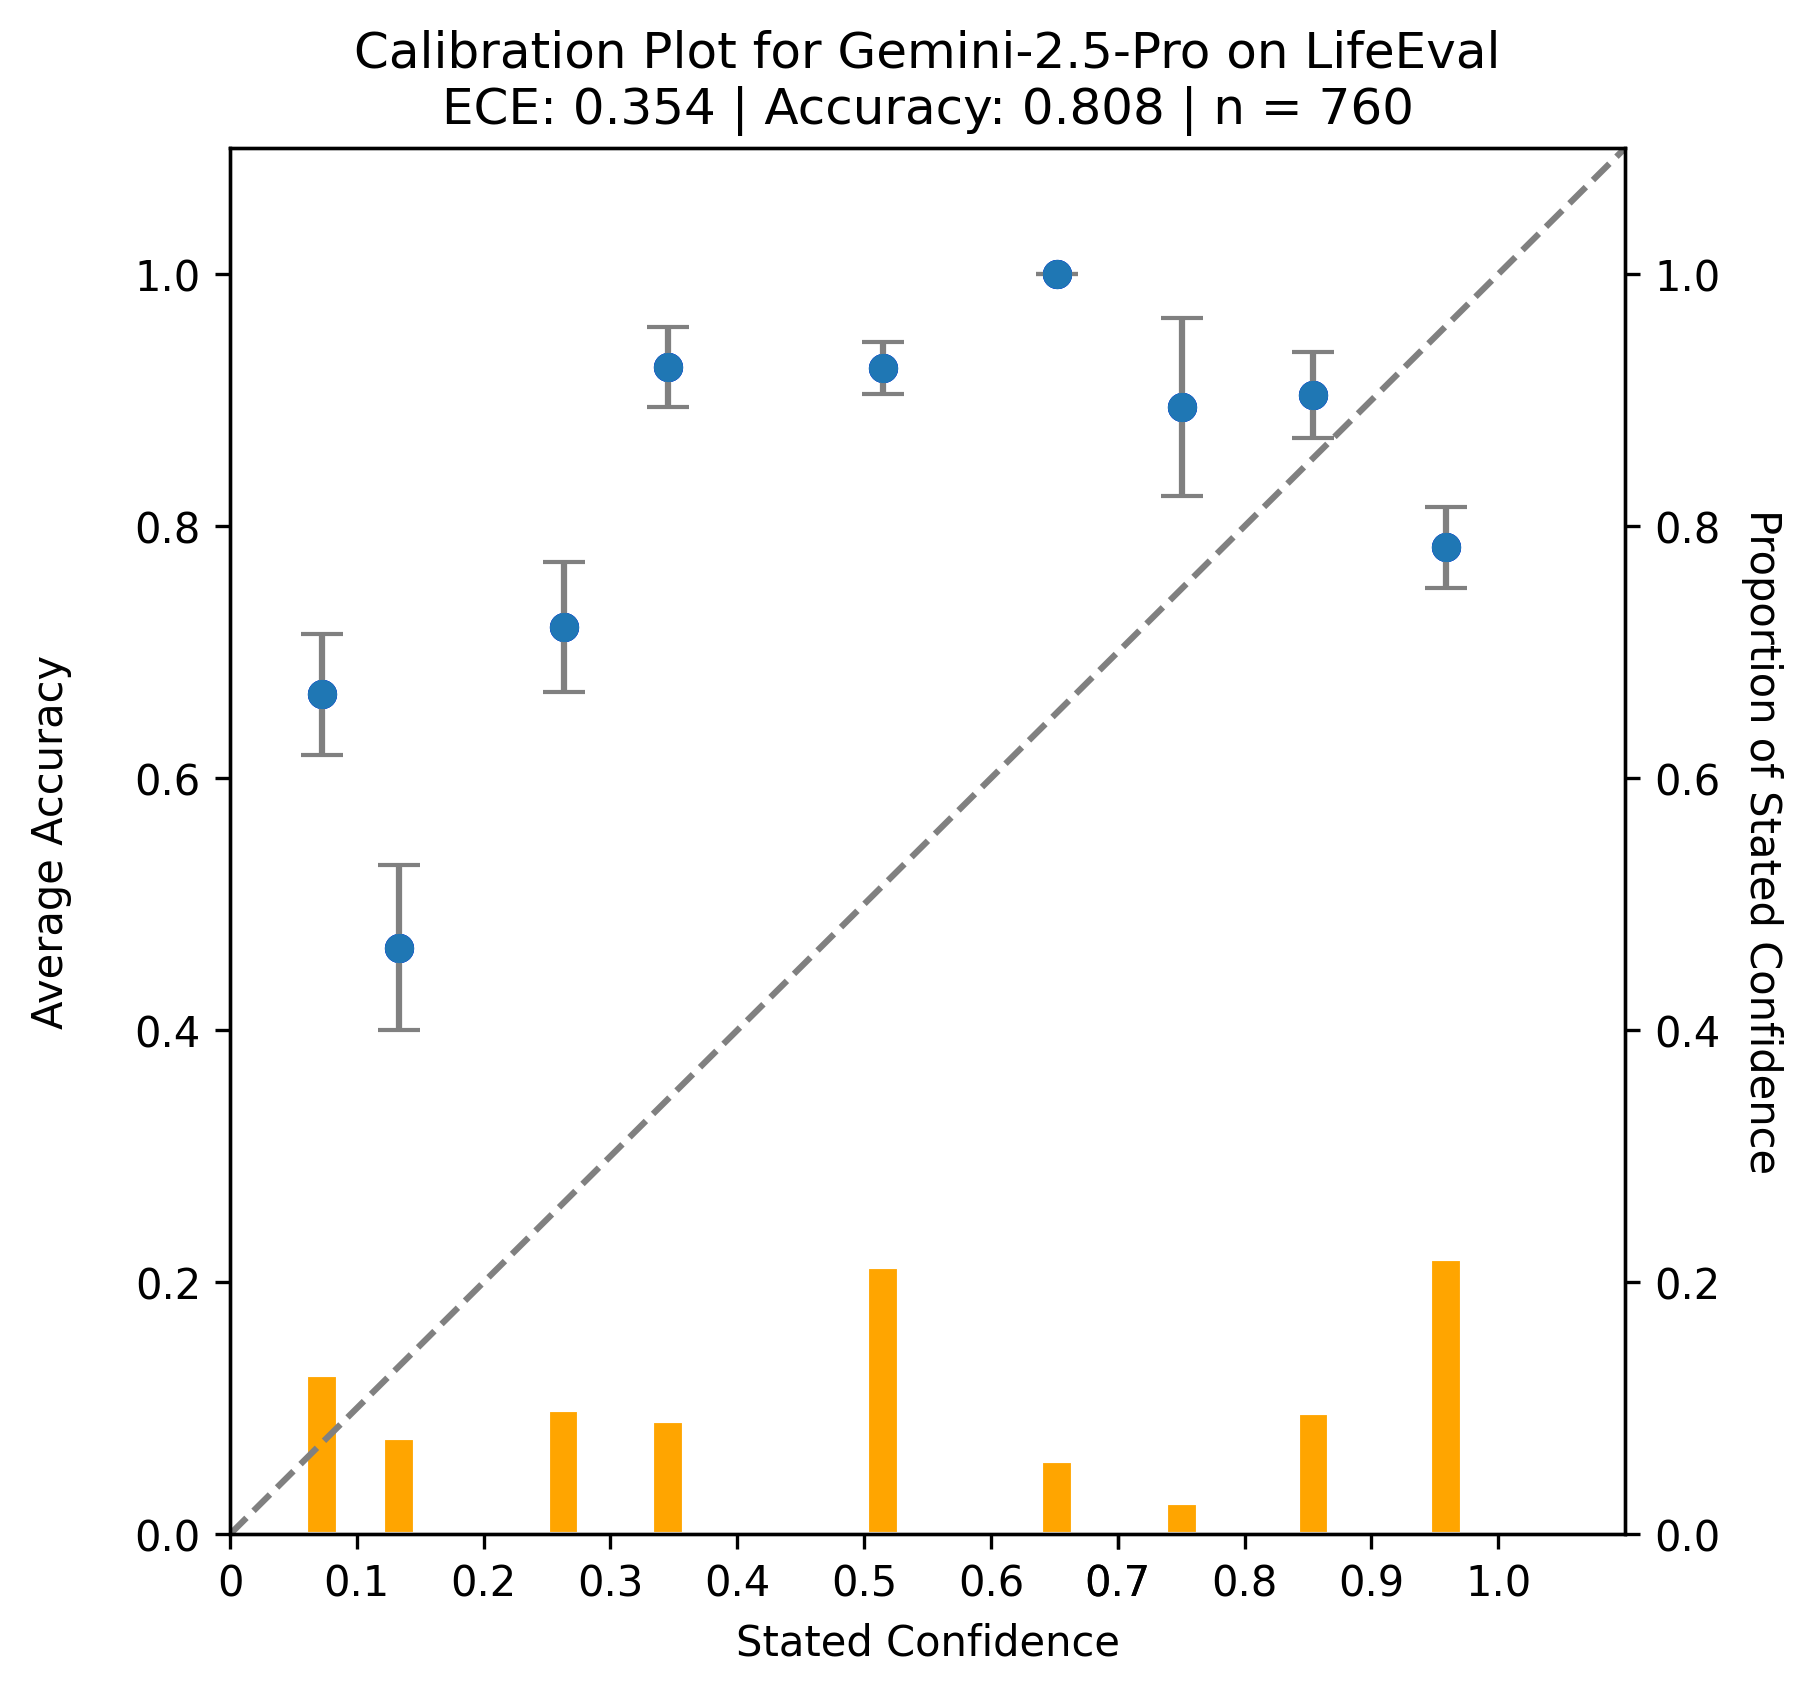 Calibration Plot for Gemini-2.5-Pro on LifeEval
ECE: 0.354 | Accuracy: 0.808 | n = 760
Average Accuracy
1.0
0.8
0.6
0.4
0.2
0.0
1.0
0.8
0.6
0.4
0.2
0.0
Proportion of Stated Confidence
0 0.1 0.2 0.3 0.4 0.5 0.6 0.7 0.8 0.9 1.0
Stated Confidence